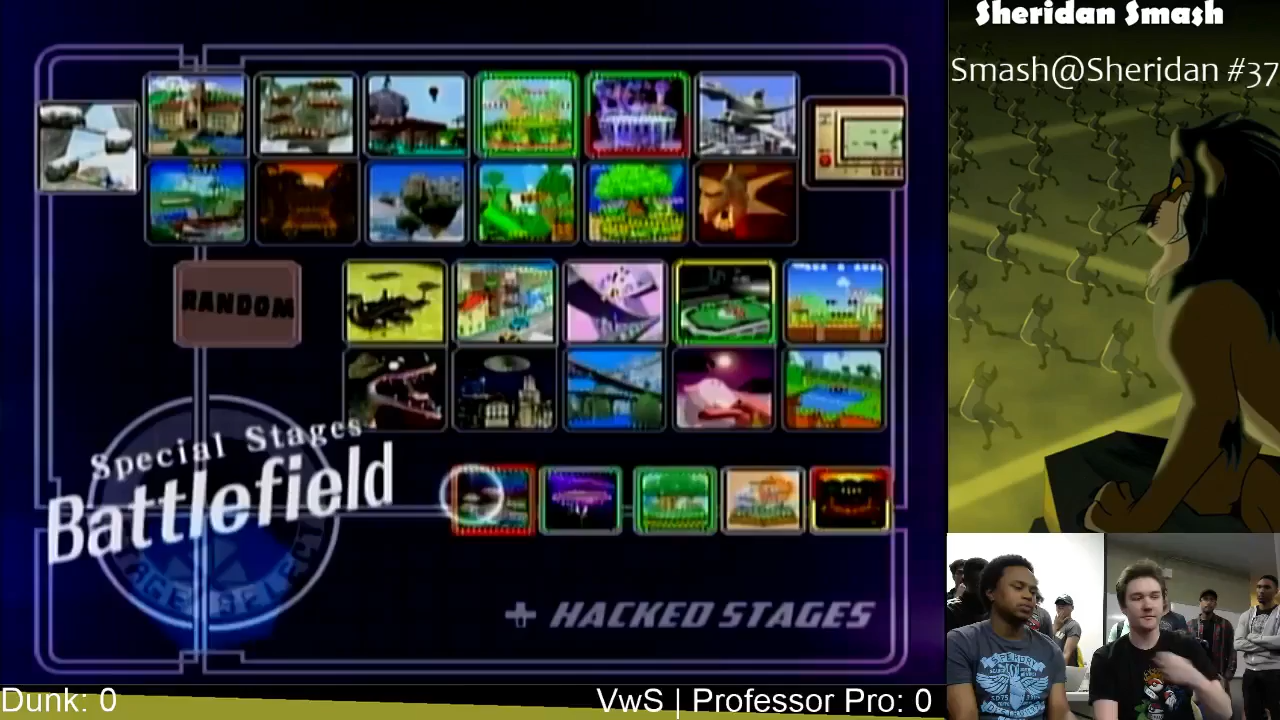 Sheridan Smash
Smash@Sheridan #37
RANDOM
Special Stages
Battlefield
+ HACKED STAGES
Dunk: 0
VwS | Professor Pro: 0